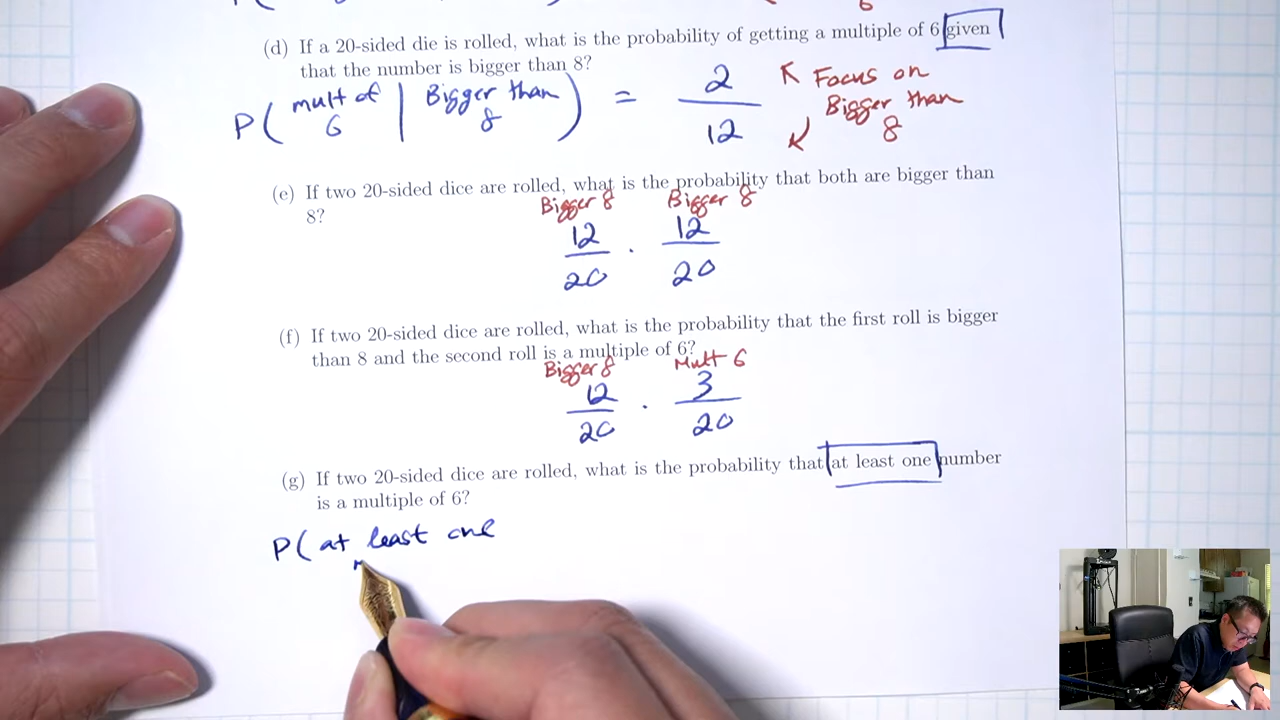 6
(d) If a 20-sided die is rolled, what is the probability of getting a multiple of 6 given
that the number is bigger than 8?
P( mult of 6 | Bigger than 8 ) = 2/12
Focus on
Bigger than
8
(e) If two 20-sided dice are rolled, what is the probability that both are bigger than
8?
Bigger 8 Bigger 8
12/20 · 12/20
(f) If two 20-sided dice are rolled, what is the probability that the first roll is bigger
than 8 and the second roll is a multiple of 6?
Bigger 8 Mult 6
12/20 · 3/20
(g) If two 20-sided dice are rolled, what is the probability that at least one number
is a multiple of 6?
P( at least one